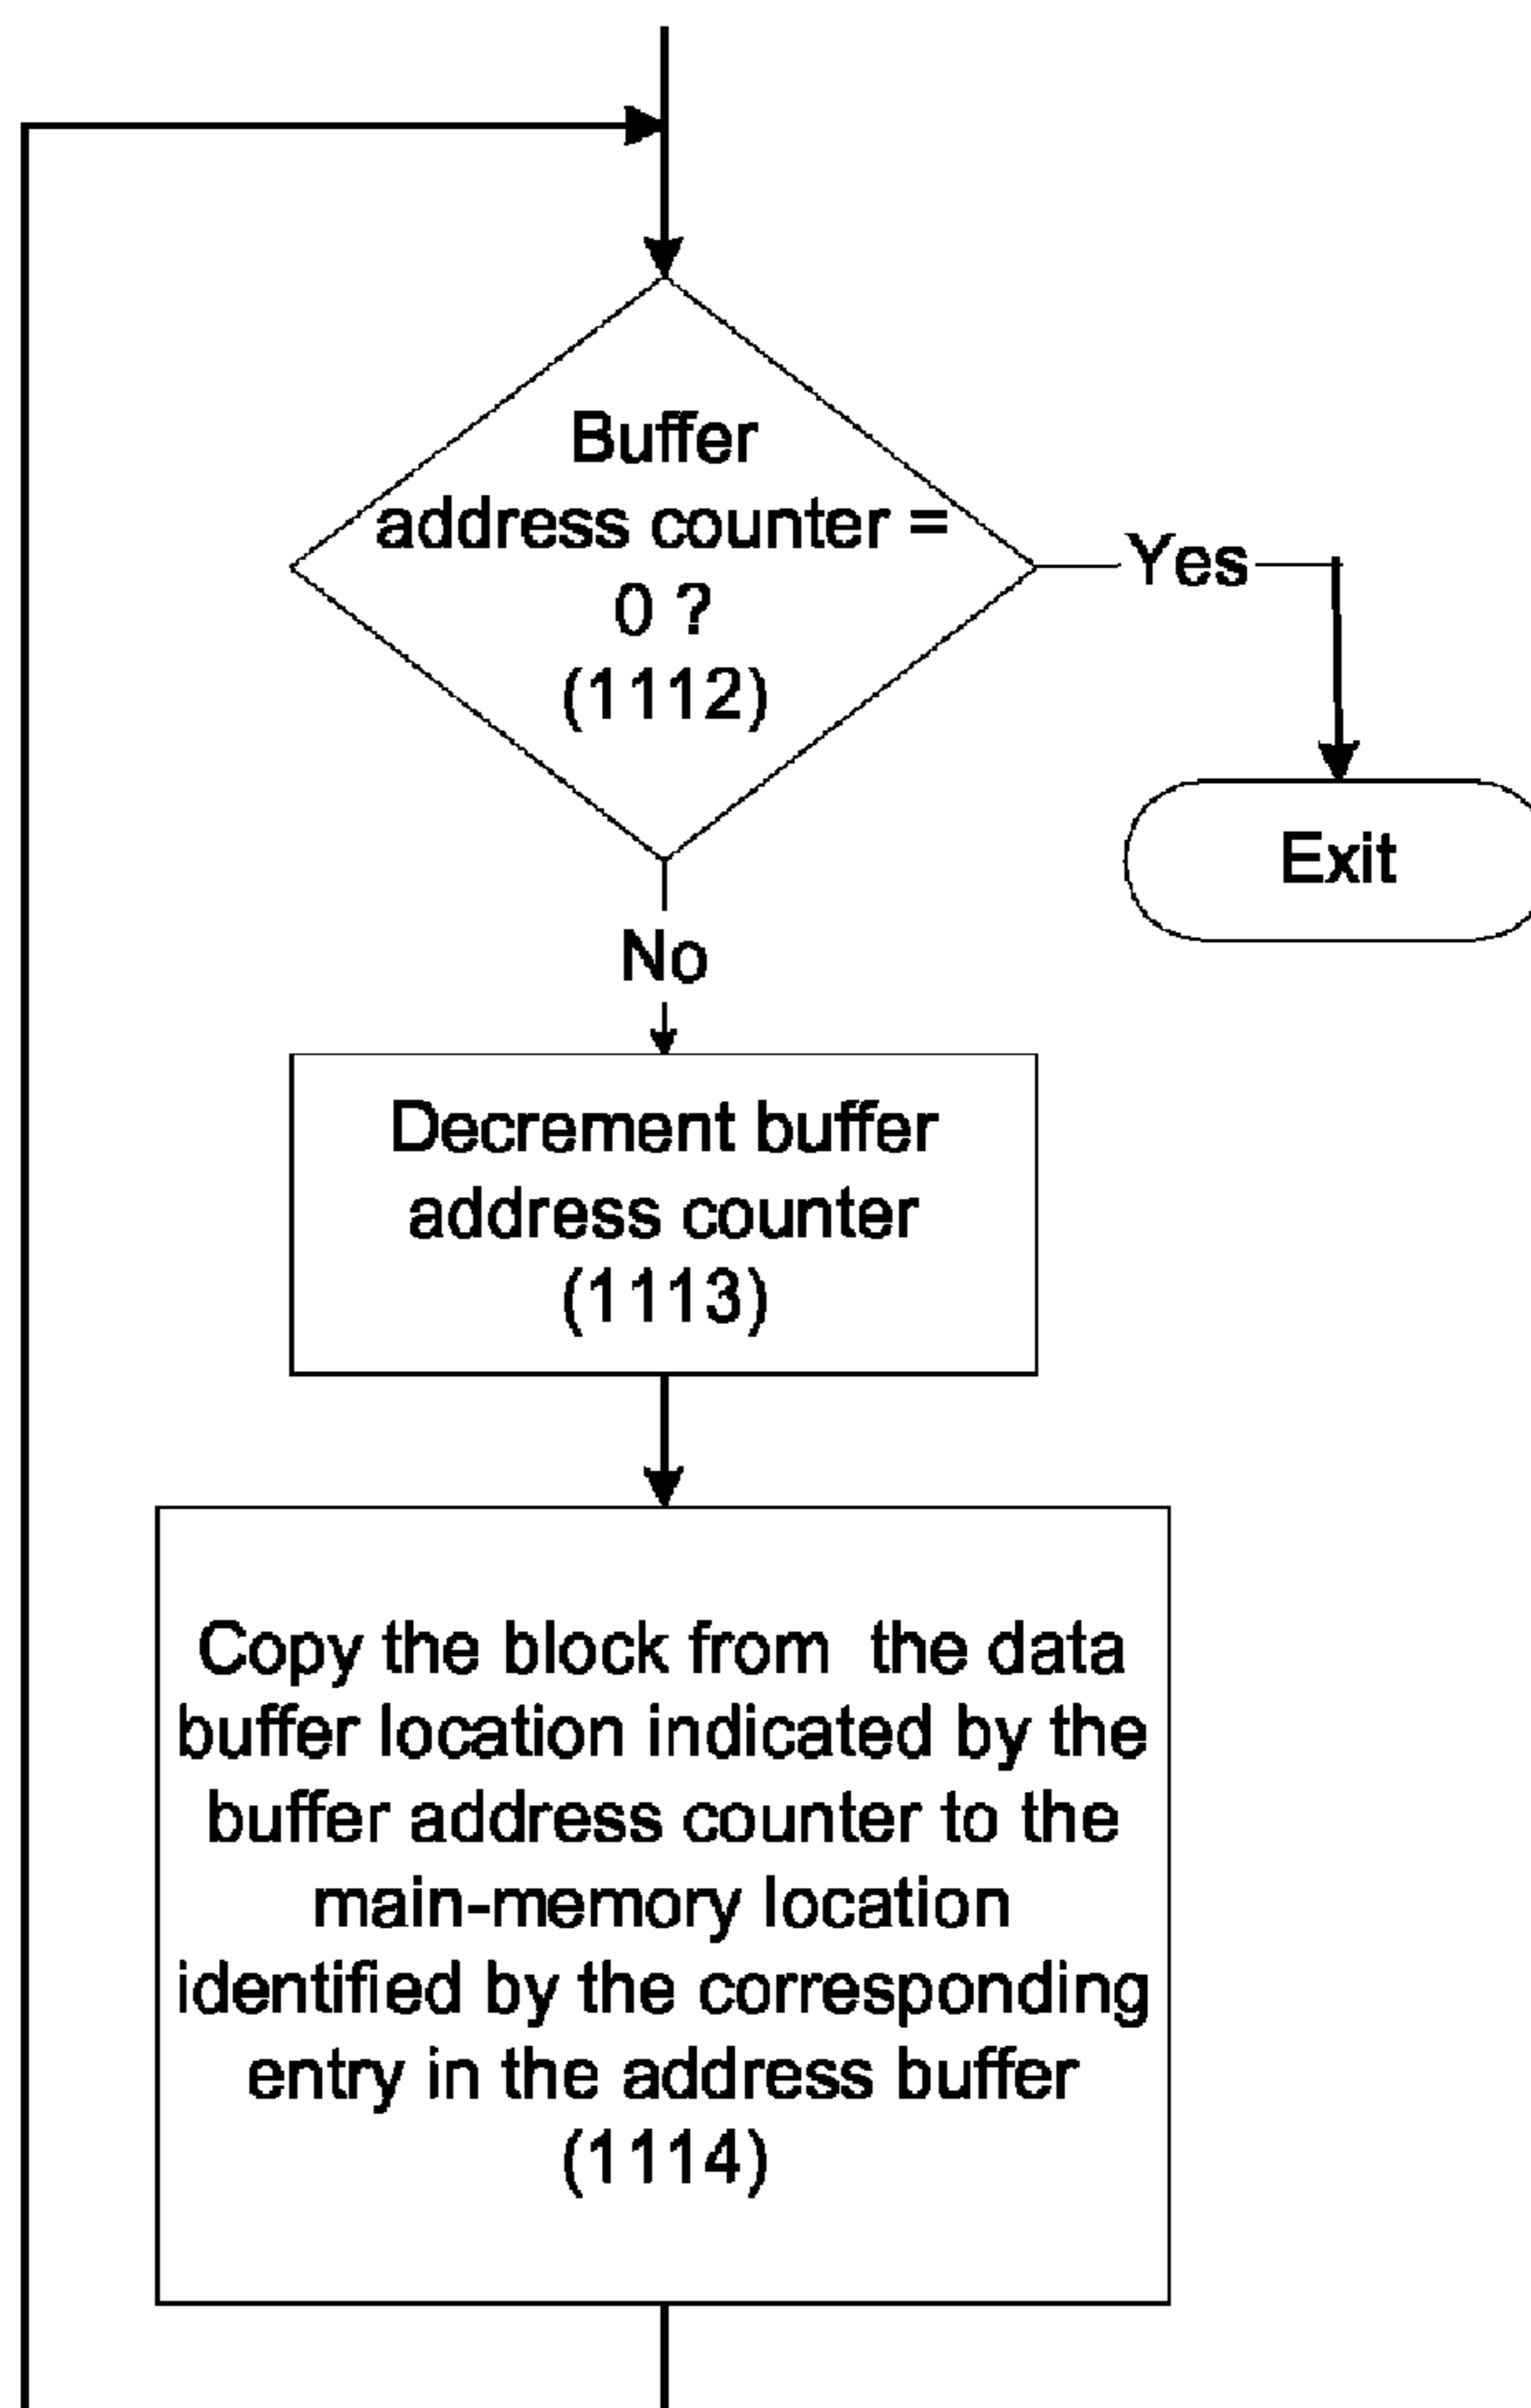 Buffer
address counter =
0 ?
(1112)
Yes
Exit
No
Decrement buffer
address counter
(1113)
Copy the block from the data
buffer location indicated by the
buffer address counter to the
main-memory location
identified by the corresponding
entry in the address buffer
(1114)